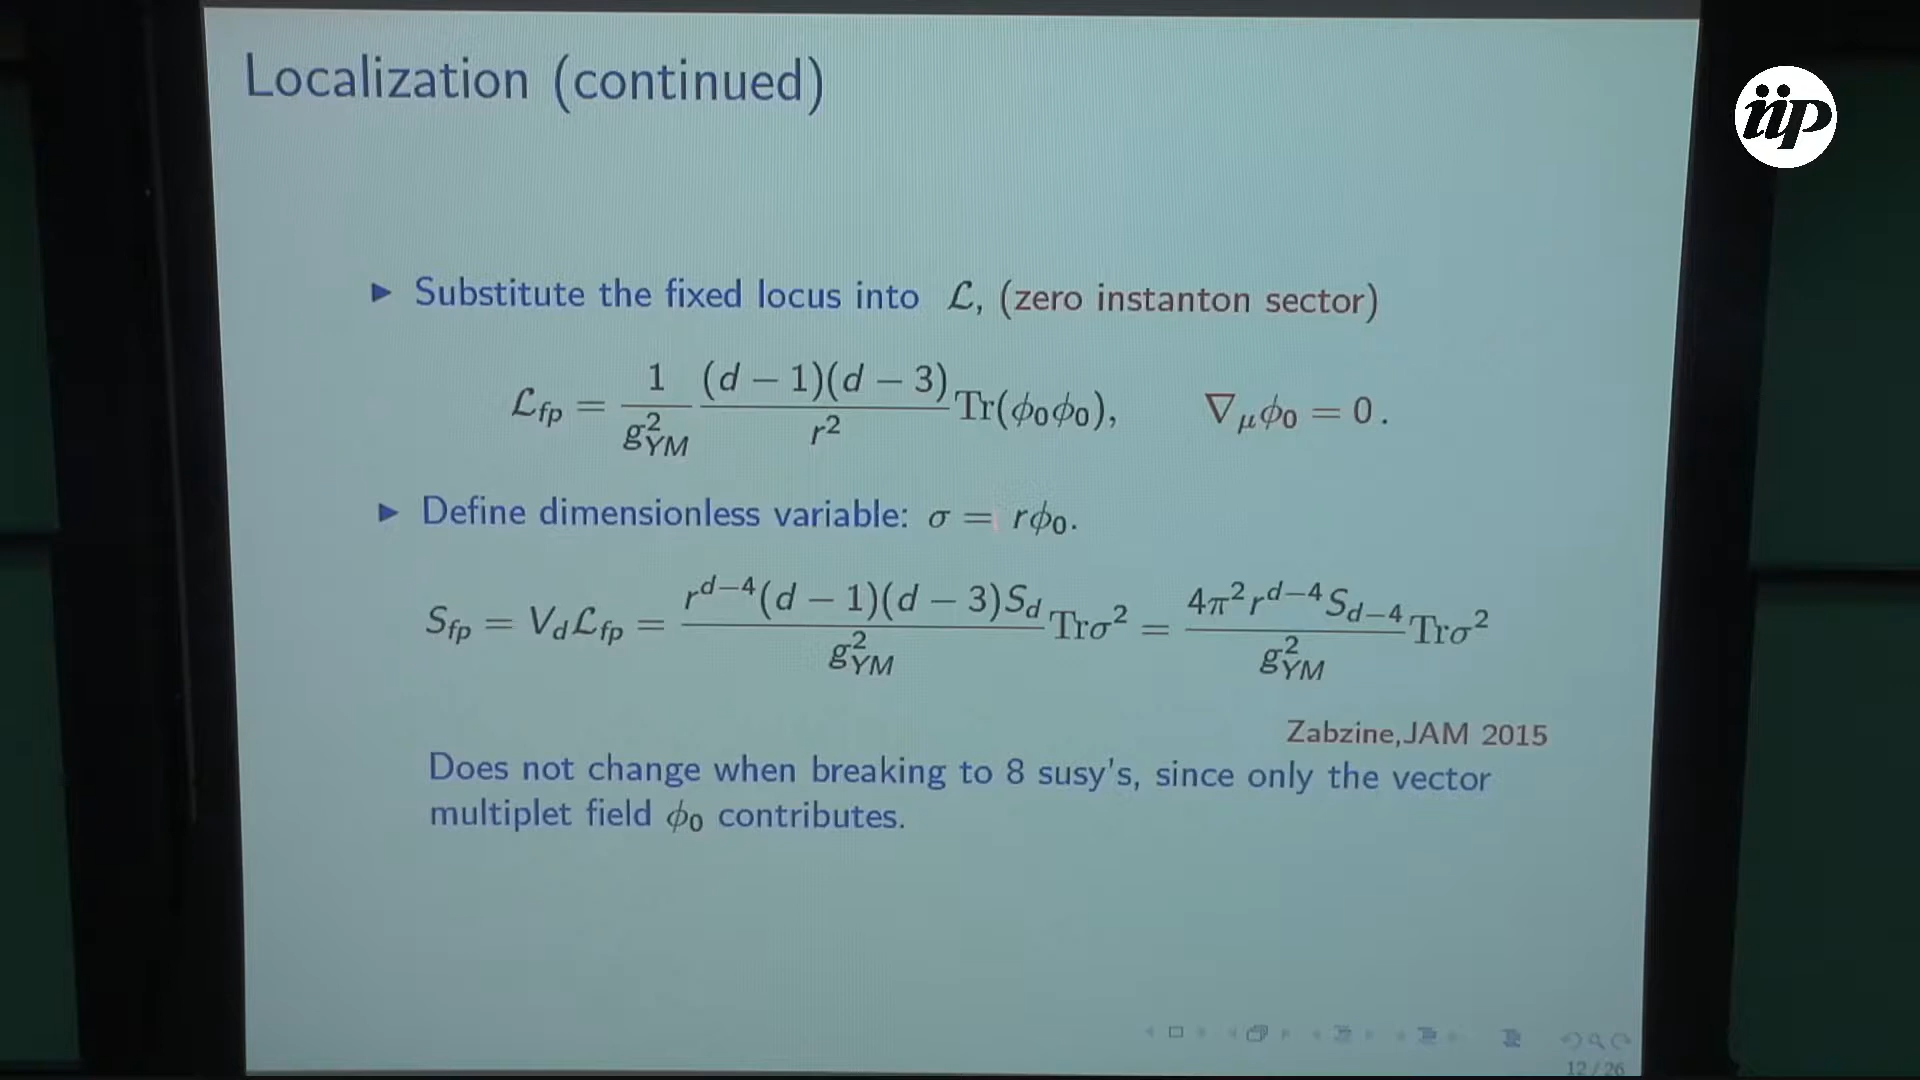 Localization (continued)
iip
▶ Substitute the fixed locus into ℒ, (zero instanton sector)
ℒ_fp = 1/g²_YM (d − 1)(d − 3)/r² Tr(ϕ₀ϕ₀),   ∇_μϕ₀ = 0 .
▶ Define dimensionless variable: σ = rϕ₀.
S_fp = V_dℒ_fp = r^{d−4}(d − 1)(d − 3)S_d/g²_YM Trσ² = 4π²r^{d−4}S_{d−4}/g²_YM Trσ²
Zabzine,JAM 2015
Does not change when breaking to 8 susy's, since only the vector
multiplet field ϕ₀ contributes.
12 / 26